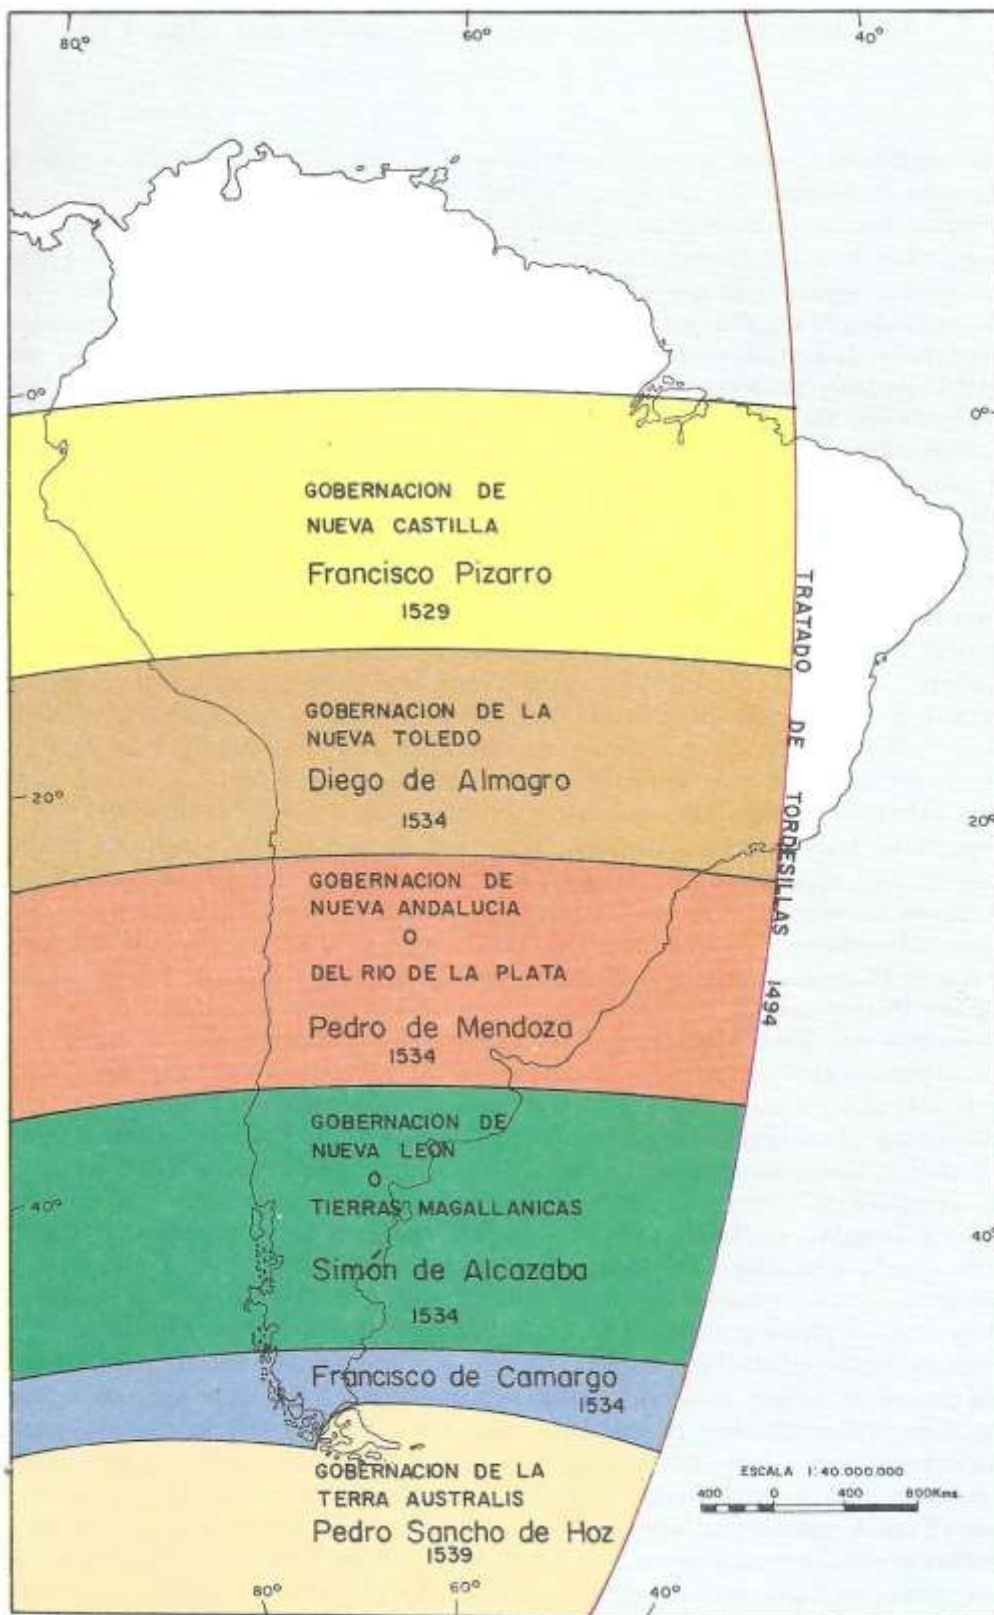 80°
60°
40°
0°
0°
GOBERNACION DE
NUEVA CASTILLA
Francisco Pizarro
1529
TRATADO DE TORDESILLAS 1494
GOBERNACION DE LA
NUEVA TOLEDO
Diego de Almagro
1534
20°
20°
GOBERNACION DE
NUEVA ANDALUCIA
O
DEL RIO DE LA PLATA
Pedro de Mendoza
1534
GOBERNACION DE
NUEVA LEON
O
TIERRAS MAGALLANICAS
Simón de Alcazaba
1534
40°
40°
Francisco de Camargo
1534
GOBERNACION DE LA
TERRA AUSTRALIS
Pedro Sancho de Hoz
1539
ESCALA 1:40.000.000
400 0 400 800Kms.
80°
60°
40°